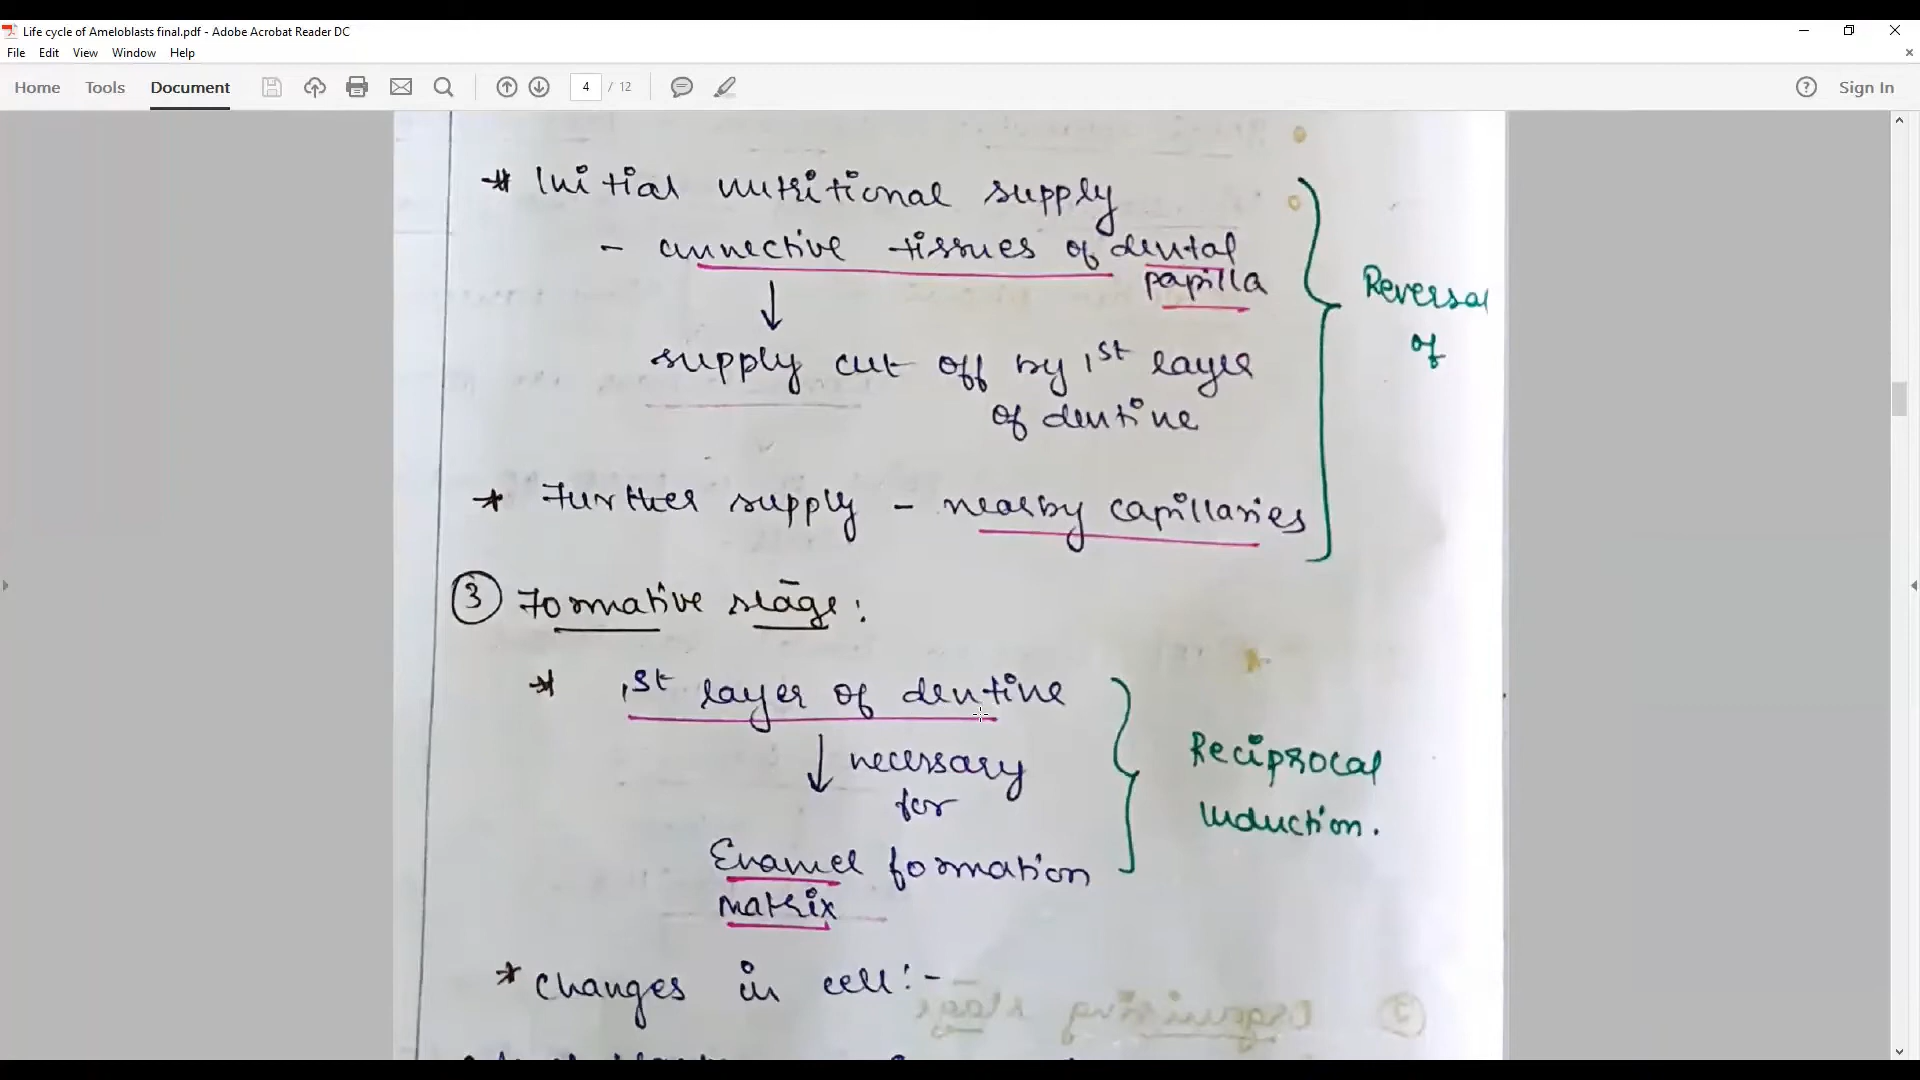 Life cycle of Ameloblasts final.pdf - Adobe Acrobat Reader DC
File Edit View Window Help
Home Tools Document 4 / 12 Sign In
* Initial nutritional supply
- connective tissues of dental
papilla
↓
supply cut off by 1st layer
of dentine
* Further supply - nearby capillaries
Reversal
of
③ Formative stage:
* 1st layer of dentine
↓ necessary
for
Enamel formation
matrix
Reciprocal
Induction.
* Changes in cell:-